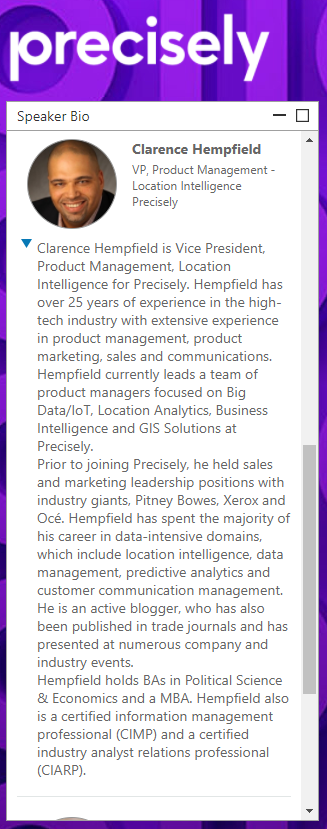 precisely
Speaker Bio
Clarence Hempfield
VP, Product Management -
Location Intelligence
Precisely
Clarence Hempfield is Vice President,
Product Management, Location
Intelligence for Precisely. Hempfield has
over 25 years of experience in the high-
tech industry with extensive experience
in product management, product
marketing, sales and communications.
Hempfield currently leads a team of
product managers focused on Big
Data/IoT, Location Analytics, Business
Intelligence and GIS Solutions at
Precisely.
Prior to joining Precisely, he held sales
and marketing leadership positions with
industry giants, Pitney Bowes, Xerox and
Océ. Hempfield has spent the majority of
his career in data-intensive domains,
which include location intelligence, data
management, predictive analytics and
customer communication management.
He is an active blogger, who has also
been published in trade journals and has
presented at numerous company and
industry events.
Hempfield holds BAs in Political Science
& Economics and a MBA. Hempfield also
is a certified information management
professional (CIMP) and a certified
industry analyst relations professional
(CIARP).